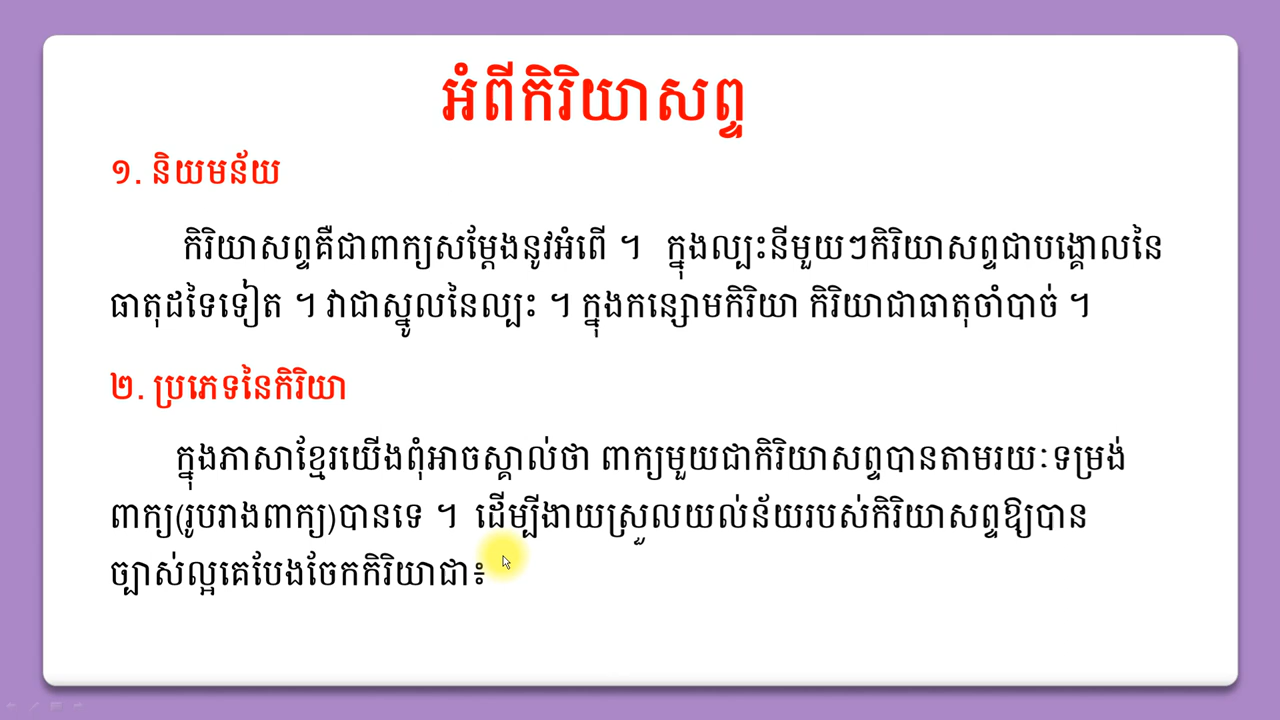 អំពីកិរិយាសព្ទ
១. និយមន័យ
កិរិយាសព្ទគឺជាពាក្យសម្ដែងនូវអំពើ ។ ក្នុងល្បះនីមួយៗកិរិយាសព្ទជាបង្គោលនៃ
ធាតុដទៃទៀត ។ វាជាស្នូលនៃល្បះ ។ ក្នុងកន្សោមកិរិយា កិរិយាជាធាតុចាំបាច់ ។
២. ប្រភេទនៃកិរិយា
ក្នុងភាសាខ្មែរយើងពុំអាចស្គាល់ថា ពាក្យមួយជាកិរិយាសព្ទបានតាមរយៈទម្រង់
ពាក្យ(រូបរាងពាក្យ)បានទេ ។ ដើម្បីងាយស្រួលយល់ន័យរបស់កិរិយាសព្ទឱ្យបាន
ច្បាស់ល្អគេបែងចែកកិរិយាជា៖